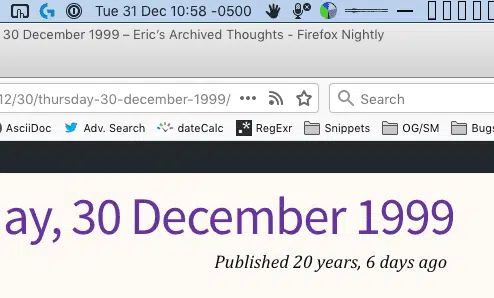 Tue 31 Dec 10:58 -0500
30 December 1999 – Eric's Archived Thoughts - Firefox Nightly
12/30/thursday-30-december-1999/ ••• Search
AsciiDoc Adv. Search dateCalc .* RegExr Snippets OG/SM Bugs
ay, 30 December 1999
Published 20 years, 6 days ago